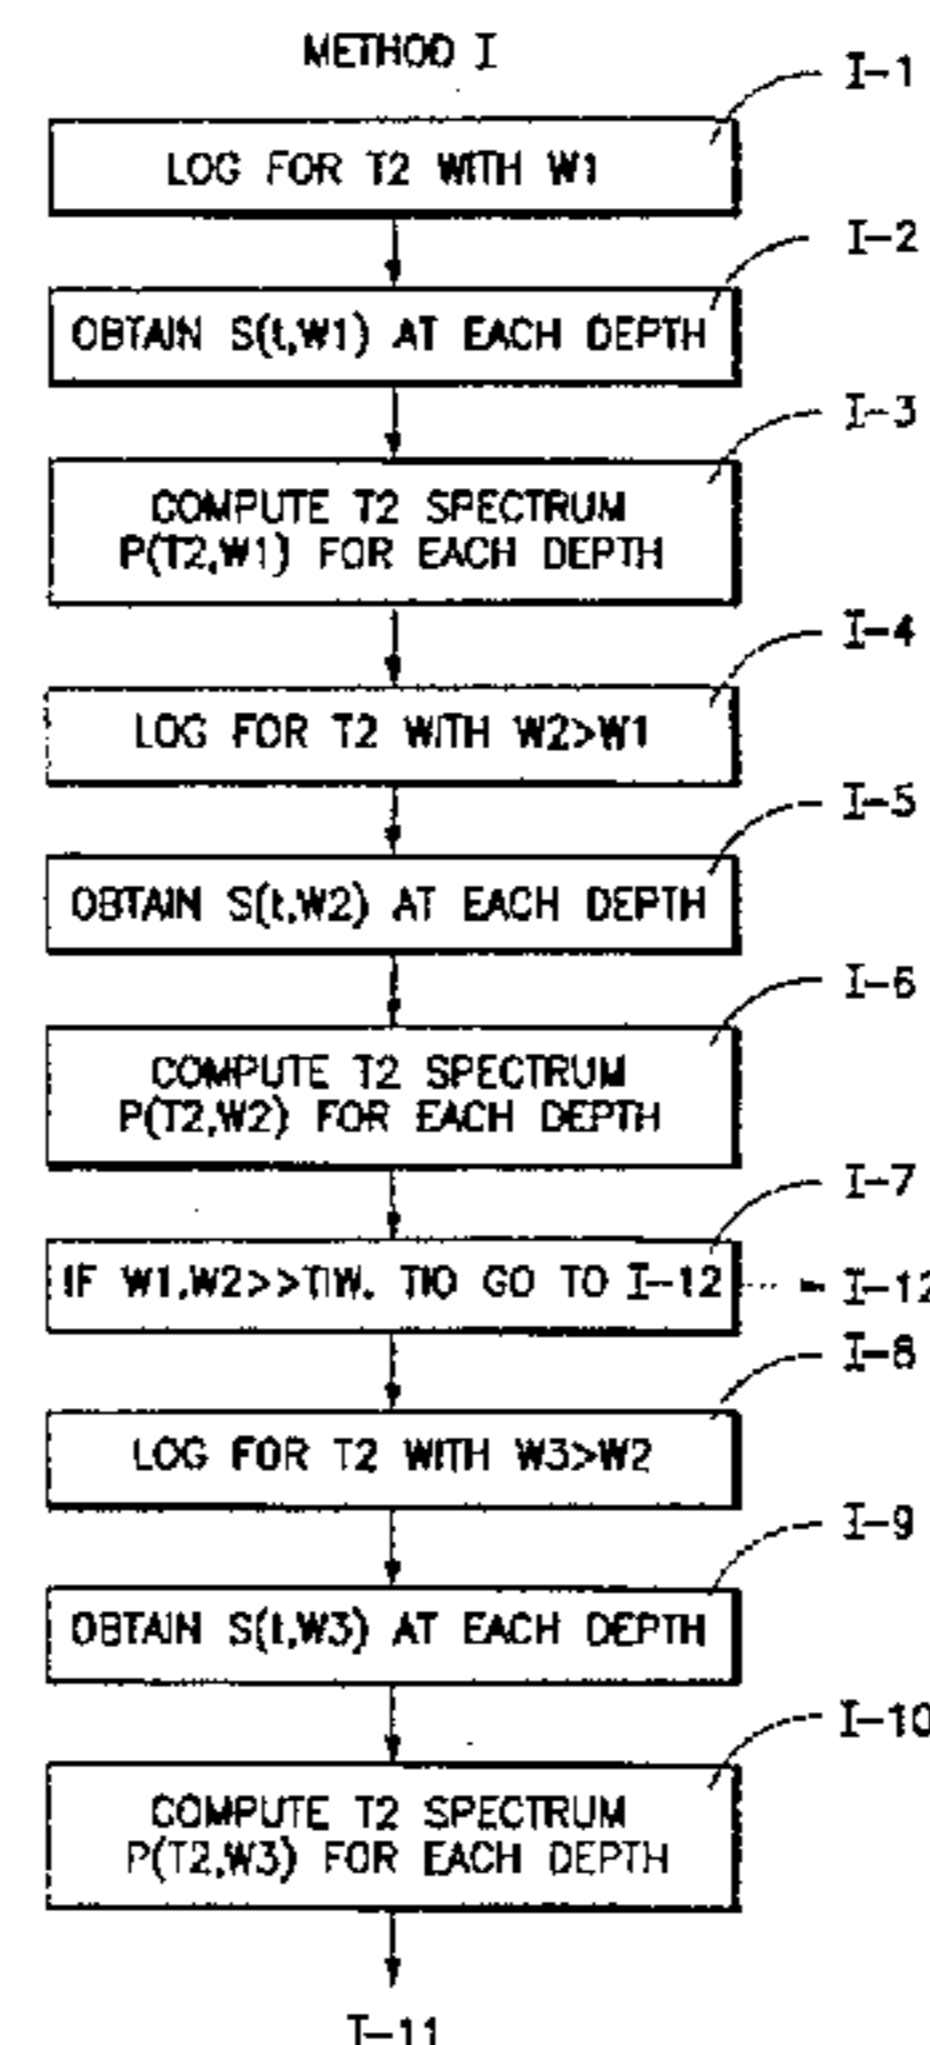 METHOD I
I-1
LOG FOR T2 WITH W1
I-2
OBTAIN S(t,W1) AT EACH DEPTH
I-3
COMPUTE T2 SPECTRUM
P(T2,W1) FOR EACH DEPTH
I-4
LOG FOR T2 WITH W2>W1
I-5
OBTAIN S(t,W2) AT EACH DEPTH
I-6
COMPUTE T2 SPECTRUM
P(T2,W2) FOR EACH DEPTH
I-7
IF W1,W2>>T1W, T1O GO TO I-12
I-12
I-8
LOG FOR T2 WITH W3>W2
I-9
OBTAIN S(t,W3) AT EACH DEPTH
I-10
COMPUTE T2 SPECTRUM
P(T2,W3) FOR EACH DEPTH
I-11